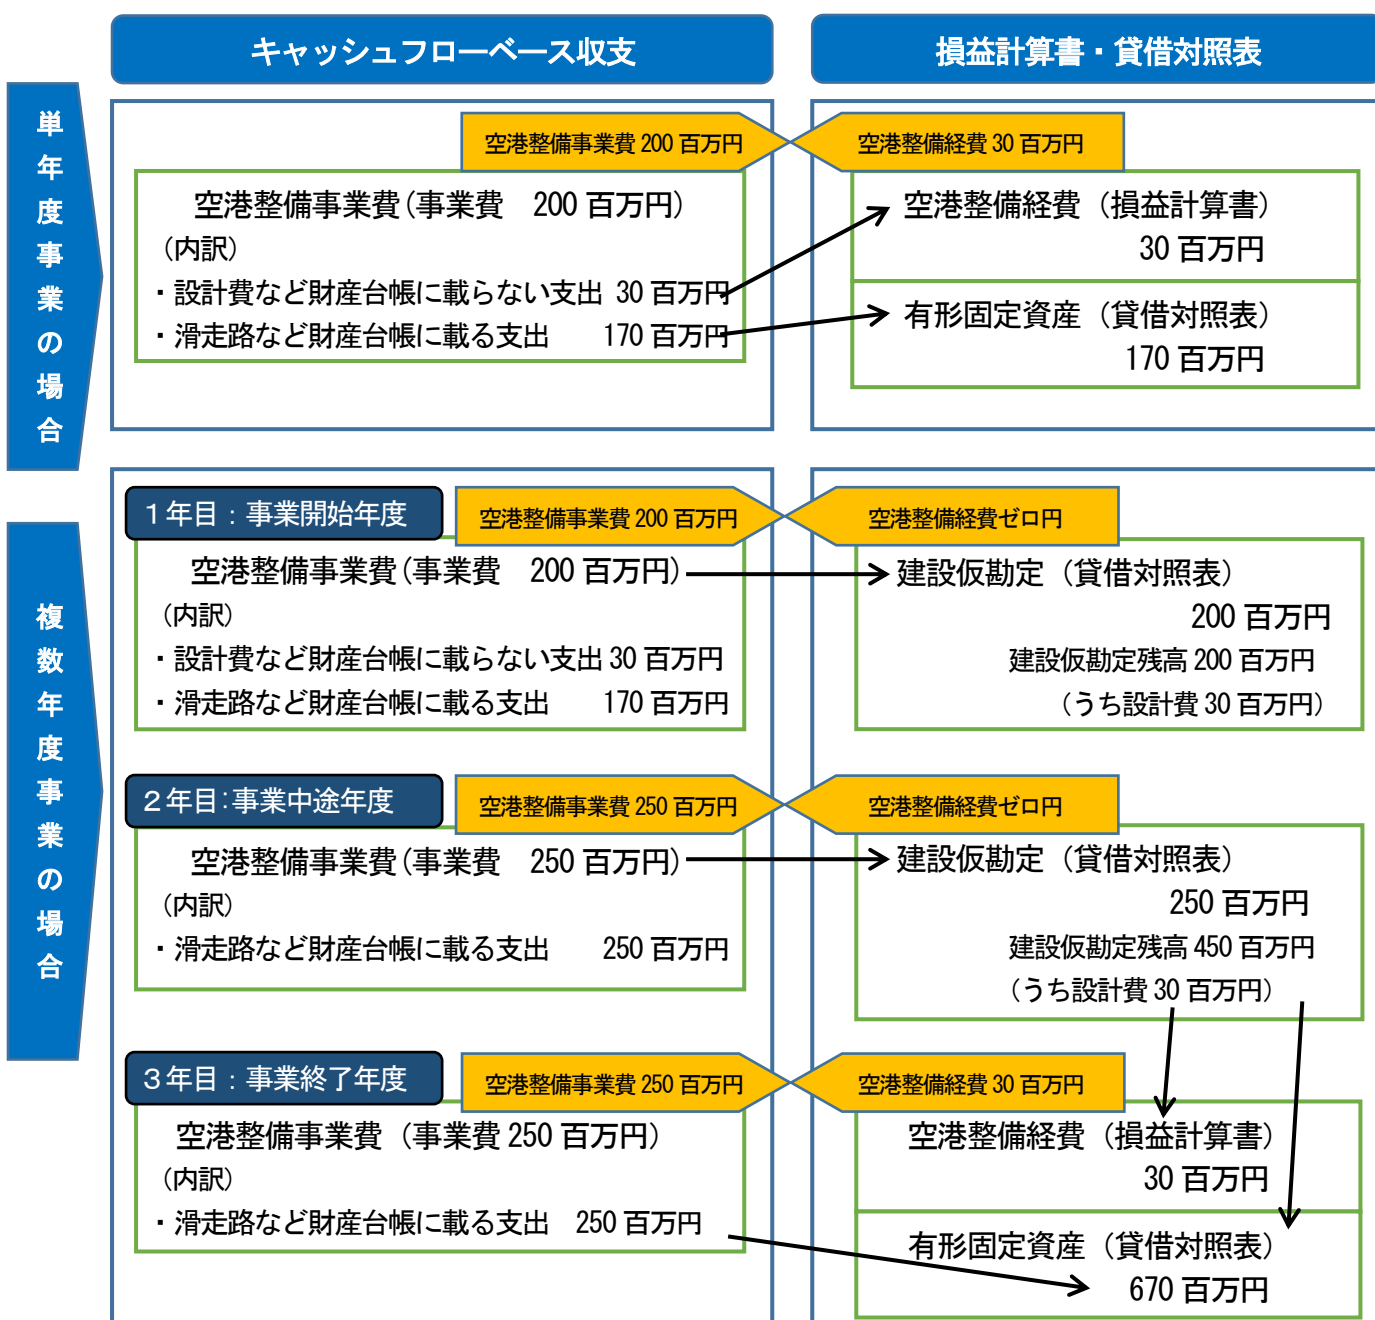 キャッシュフローベース収支
損益計算書・貸借対照表
単年度事業の場合
空港整備事業費 200 百万円
空港整備経費 30 百万円
空港整備事業費（事業費　200 百万円）
（内訳）
・設計費など財産台帳に載らない支出 30 百万円
・滑走路など財産台帳に載る支出　170 百万円
空港整備経費（損益計算書）
30 百万円
有形固定資産（貸借対照表）
170 百万円
複数年度事業の場合
１年目：事業開始年度
空港整備事業費 200 百万円
空港整備経費ゼロ円
空港整備事業費（事業費　200 百万円）
（内訳）
・設計費など財産台帳に載らない支出 30 百万円
・滑走路など財産台帳に載る支出　170 百万円
建設仮勘定（貸借対照表）
200 百万円
建設仮勘定残高 200 百万円
（うち設計費 30 百万円）
２年目：事業中途年度
空港整備事業費 250 百万円
空港整備経費ゼロ円
空港整備事業費（事業費　250 百万円）
（内訳）
・滑走路など財産台帳に載る支出　250 百万円
建設仮勘定（貸借対照表）
250 百万円
建設仮勘定残高 450 百万円
（うち設計費 30 百万円）
３年目：事業終了年度
空港整備事業費 250 百万円
空港整備経費 30 百万円
空港整備事業費（事業費 250 百万円）
（内訳）
・滑走路など財産台帳に載る支出　250 百万円
空港整備経費（損益計算書）
30 百万円
有形固定資産（貸借対照表）
670 百万円